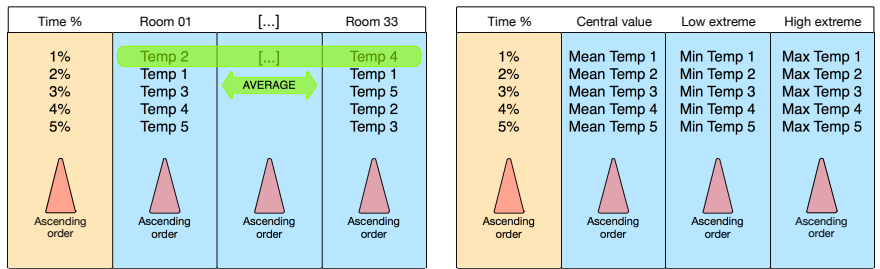 Time % Room 01 [...] Room 33
1% Temp 2 [...] Temp 4
2% Temp 1 Temp 1
AVERAGE
3% Temp 3 Temp 5
4% Temp 4 Temp 2
5% Temp 5 Temp 3
Ascending order Ascending order Ascending order Ascending order
Time % Central value Low extreme High extreme
1% Mean Temp 1 Min Temp 1 Max Temp 1
2% Mean Temp 2 Min Temp 2 Max Temp 2
3% Mean Temp 3 Min Temp 3 Max Temp 3
4% Mean Temp 4 Min Temp 4 Max Temp 4
5% Mean Temp 5 Min Temp 5 Max Temp 5
Ascending order Ascending order Ascending order Ascending order